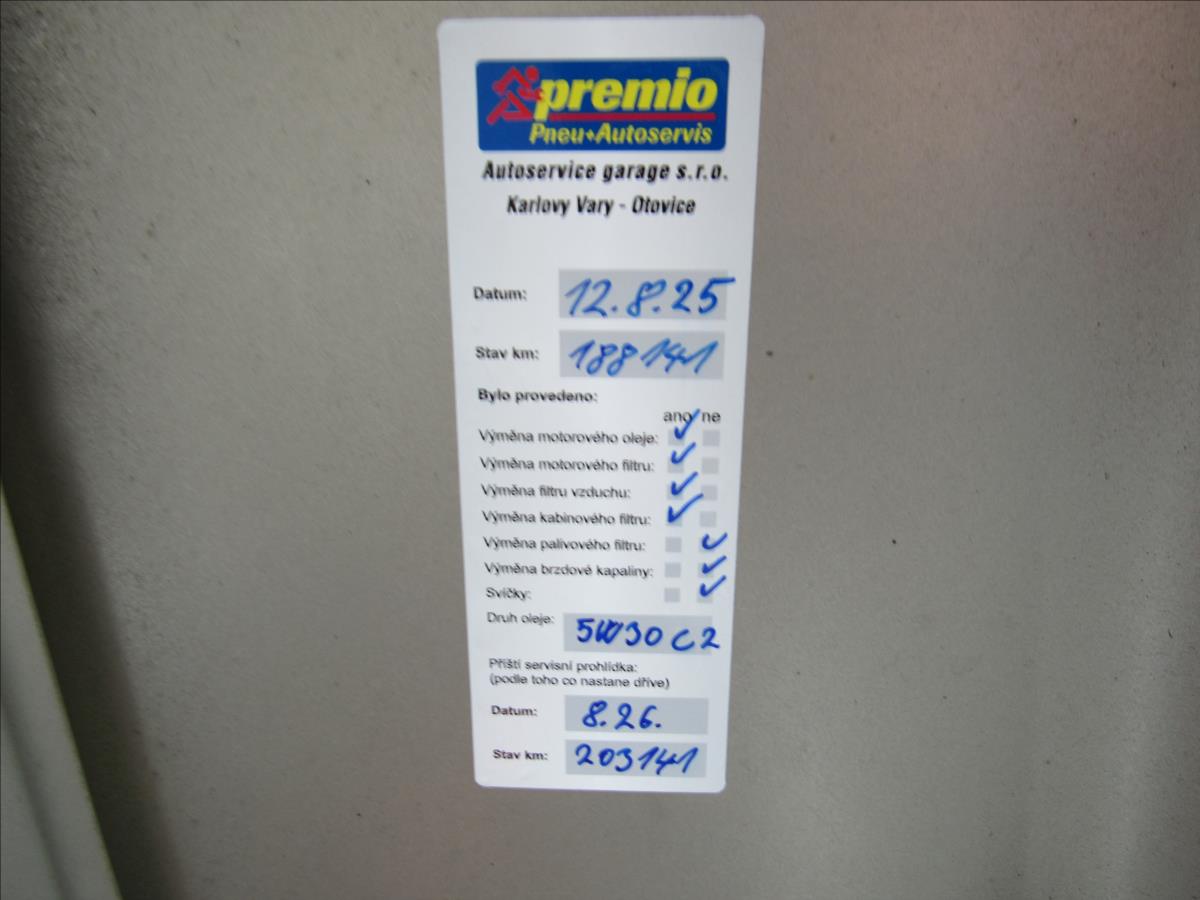 premio
Pneu+Autoservis
Autoservice garage s.r.o.
Karlovy Vary - Otovice
Datum: 12.8.25
Stav km: 188141
Bylo provedeno:
ano ne
Výměna motorového oleje: ✓
Výměna motorového filtru: ✓
Výměna filtru vzduchu: ✓
Výměna kabinového filtru: ✓
Výměna palivového filtru: ✓
Výměna brzdové kapaliny: ✓
Svíčky: ✓
Druh oleje: 5W30 C2
Příští servisní prohlídka:
(podle toho co nastane dříve)
Datum: 8.26.
Stav km: 203141